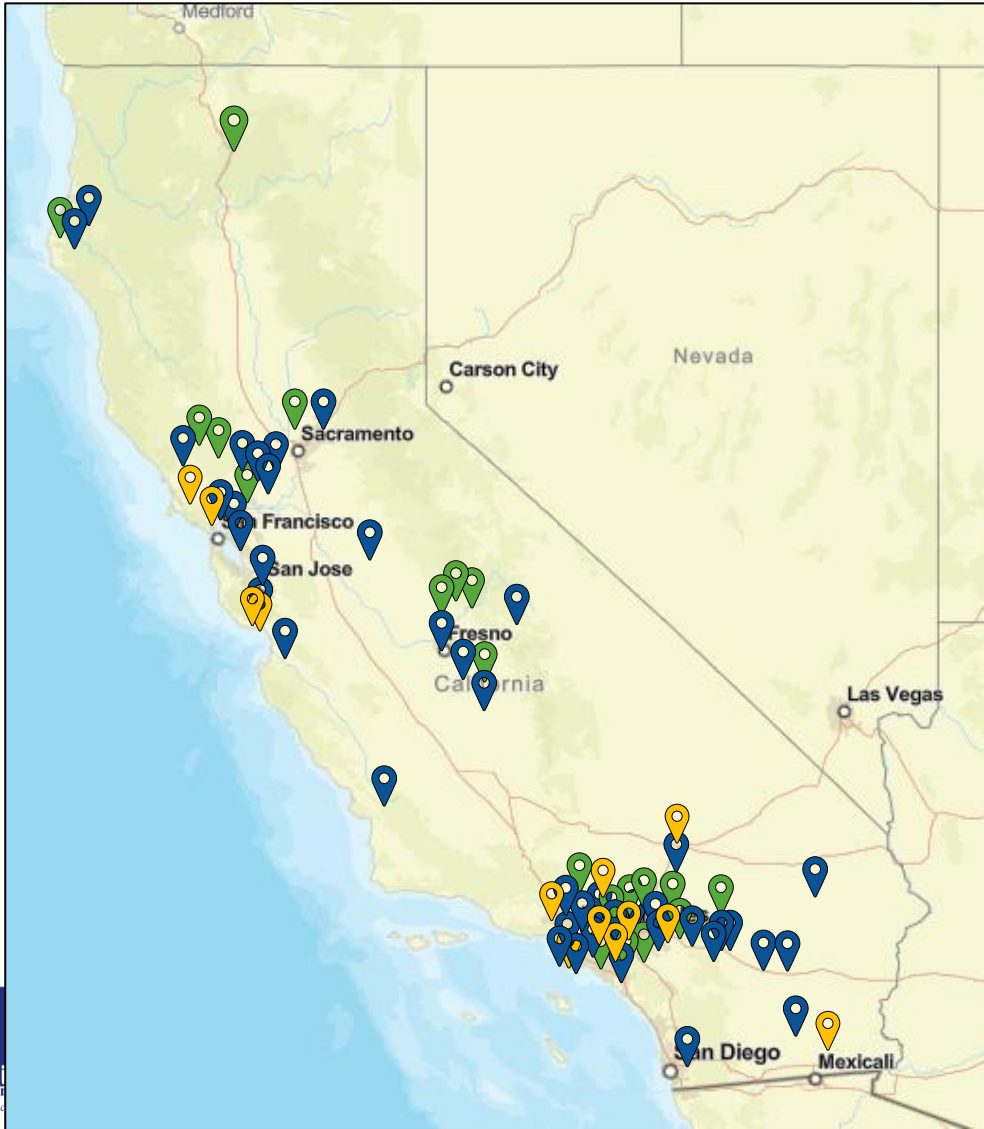 Medford
Carson City
Nevada
Sacramento
San Francisco
San Jose
Fresno
California
Las Vegas
San Diego
Mexicali